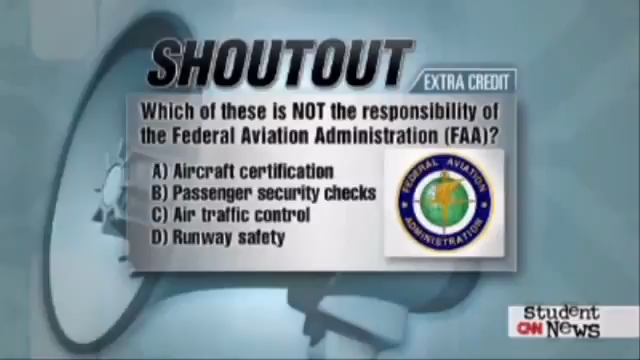 SHOUTOUT
EXTRA CREDIT
Which of these is NOT the responsibility of
the Federal Aviation Administration (FAA)?
A) Aircraft certification
B) Passenger security checks
C) Air traffic control
D) Runway safety
FEDERAL AVIATION
ADMINISTRATION
student
CNN News